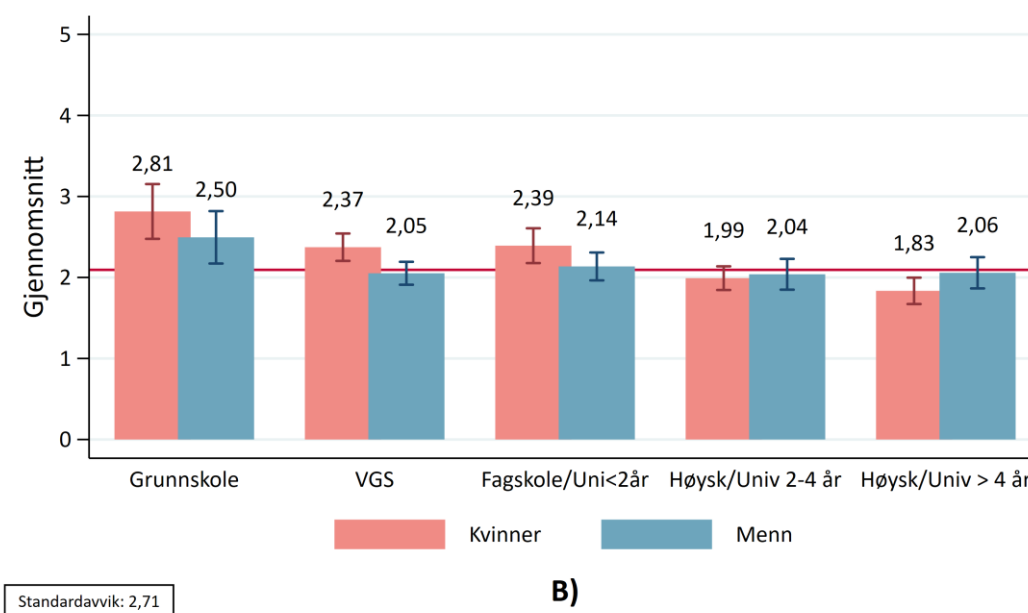 Gjennomsnitt
5
4
3
2
1
0
2,81
2,50
2,37
2,05
2,39
2,14
1,99
2,04
1,83
2,06
Grunnskole
VGS
Fagskole/Uni<2år
Høysk/Univ 2-4 år
Høysk/Univ > 4 år
Kvinner
Menn
B)
Standardavvik: 2,71